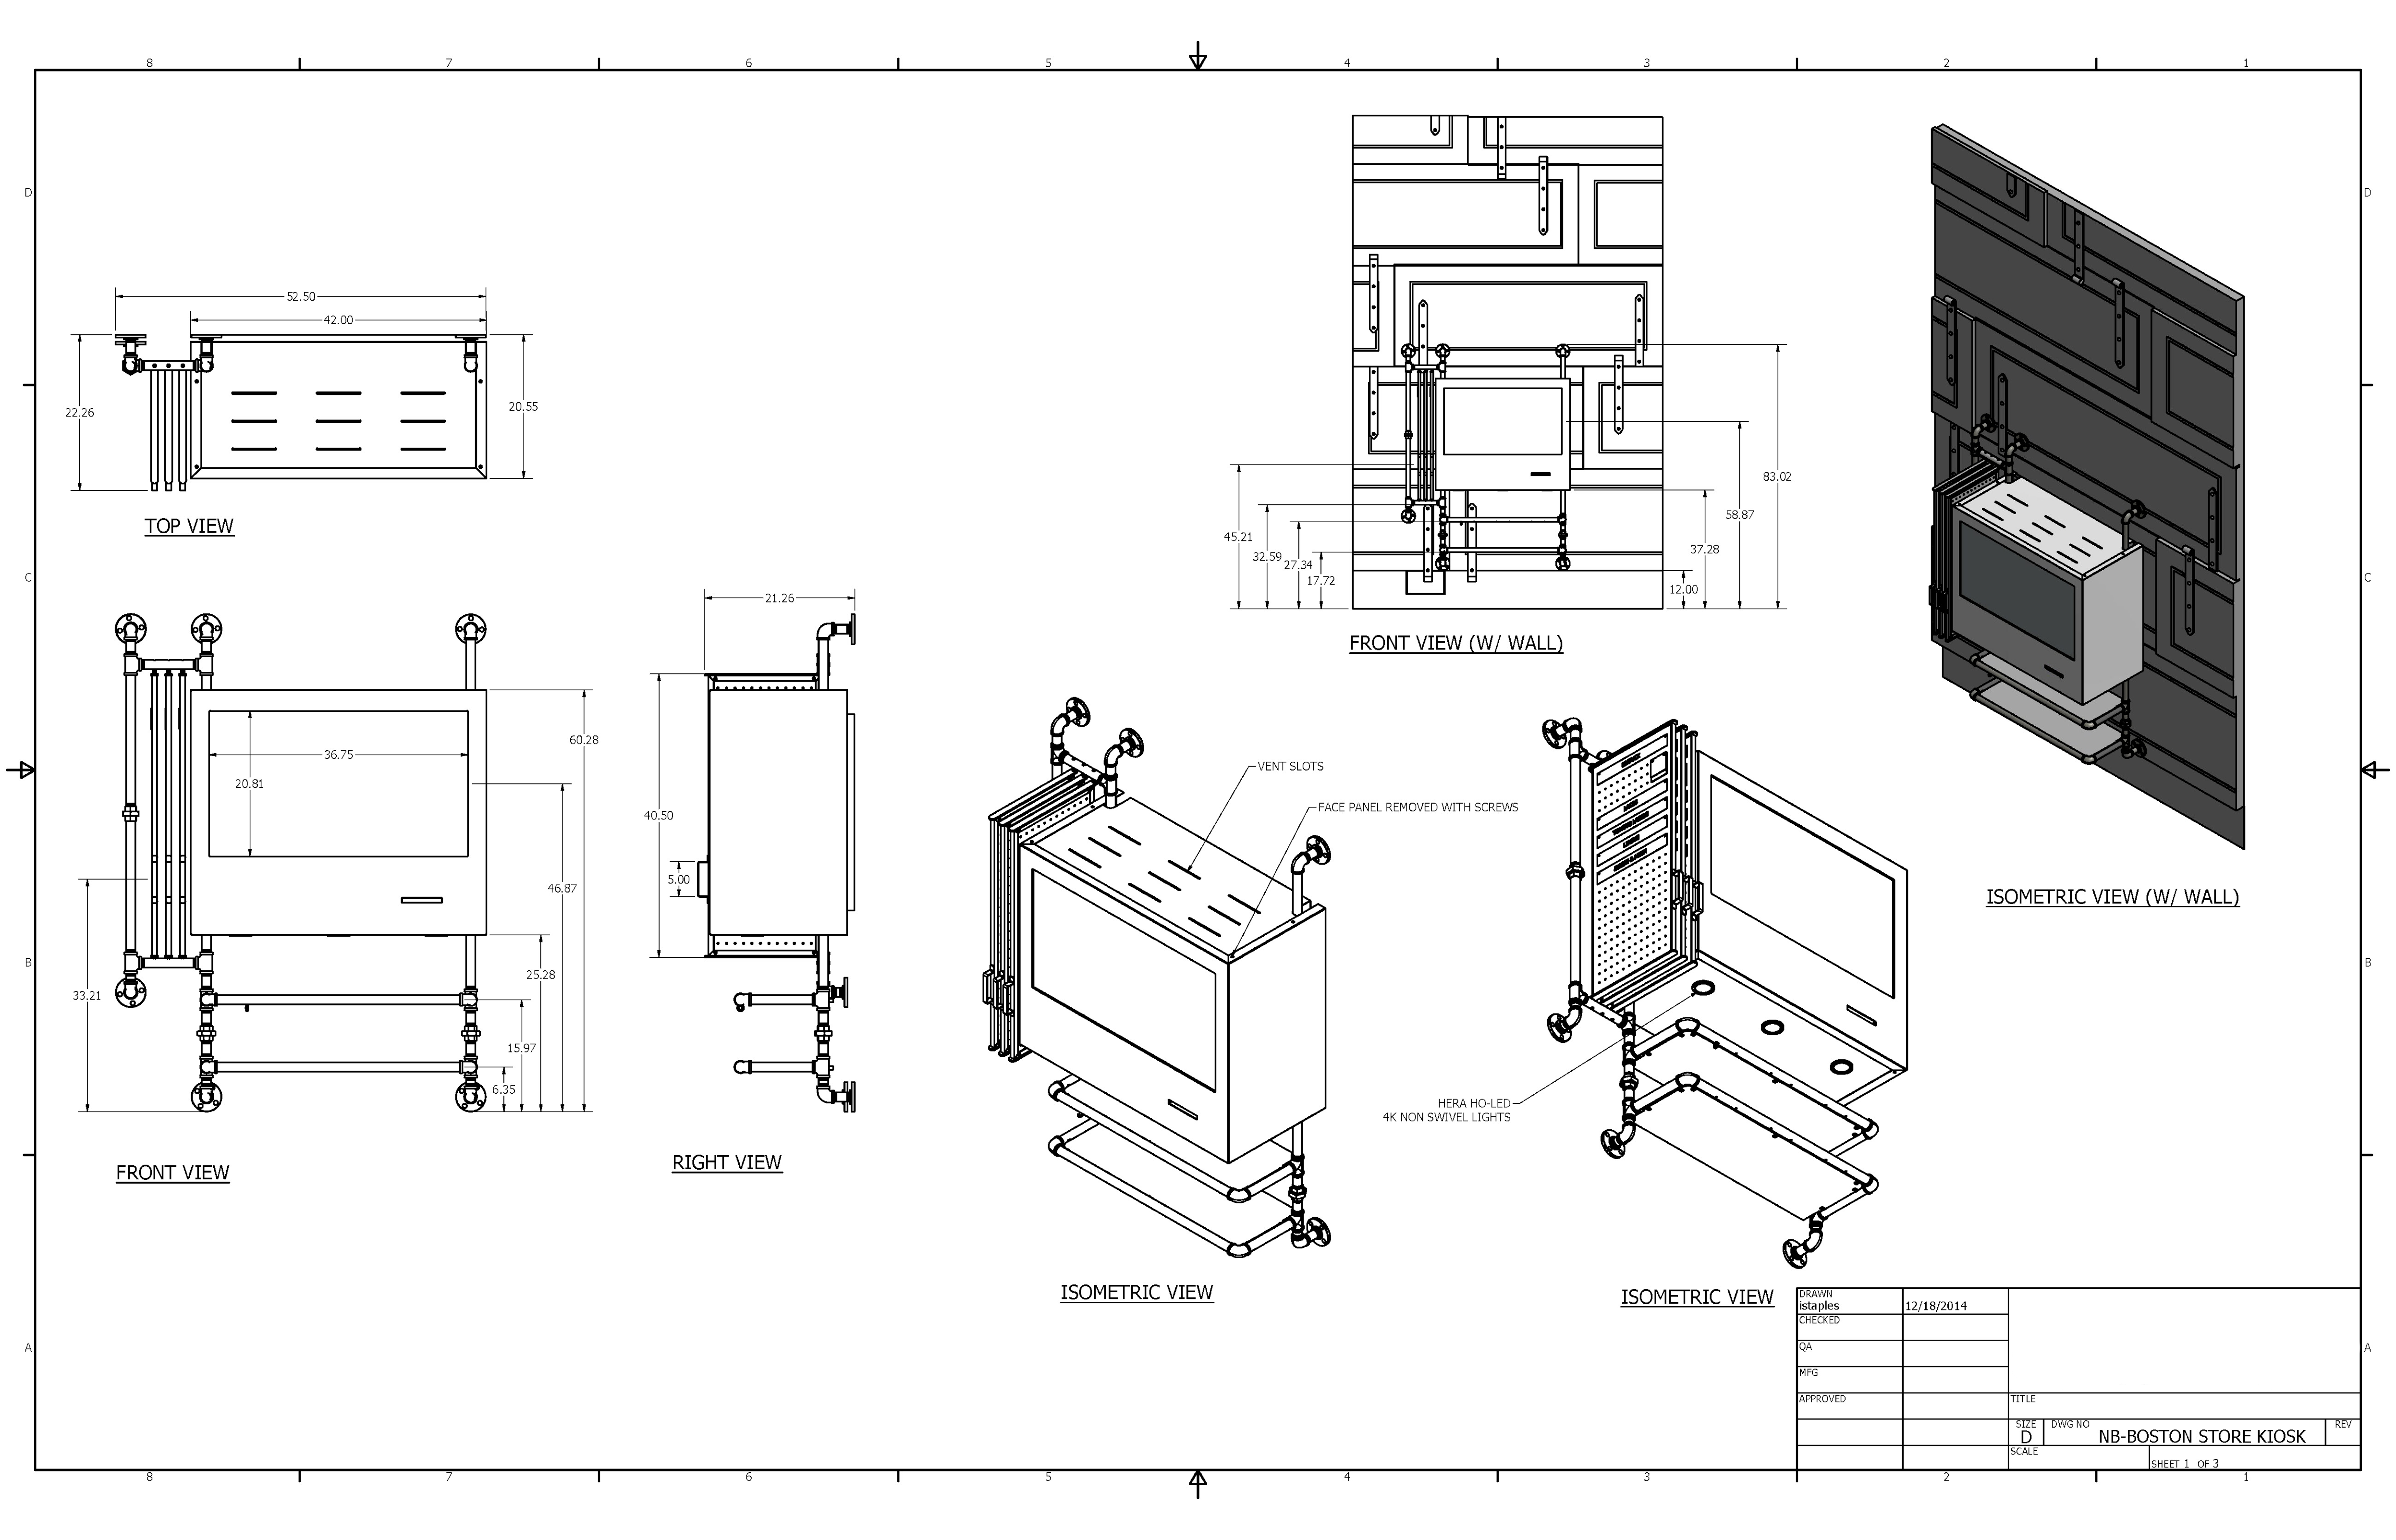 8 7 6 5 4 3 2 1
D
D
52.50
42.00
22.26
20.55
TOP VIEW
83.02
58.87
45.21
37.28
32.59
27.34
17.72
12.00
FRONT VIEW (W/ WALL)
C
C
21.26
60.28
36.75
20.81
46.87
33.21
25.28
15.97
6.35
FRONT VIEW
40.50
5.00
RIGHT VIEW
VENT SLOTS
FACE PANEL REMOVED WITH SCREWS
ISOMETRIC VIEW
HERA HO-LED
4K NON SWIVEL LIGHTS
ISOMETRIC VIEW
ISOMETRIC VIEW (W/ WALL)
B
B
A
A
DRAWN
istaples 12/18/2014
CHECKED
QA
MFG
APPROVED
TITLE
SIZE
D
DWG NO
NB-BOSTON STORE KIOSK
REV
SCALE
SHEET 1 OF 3
8 7 6 5 4 3 2 1